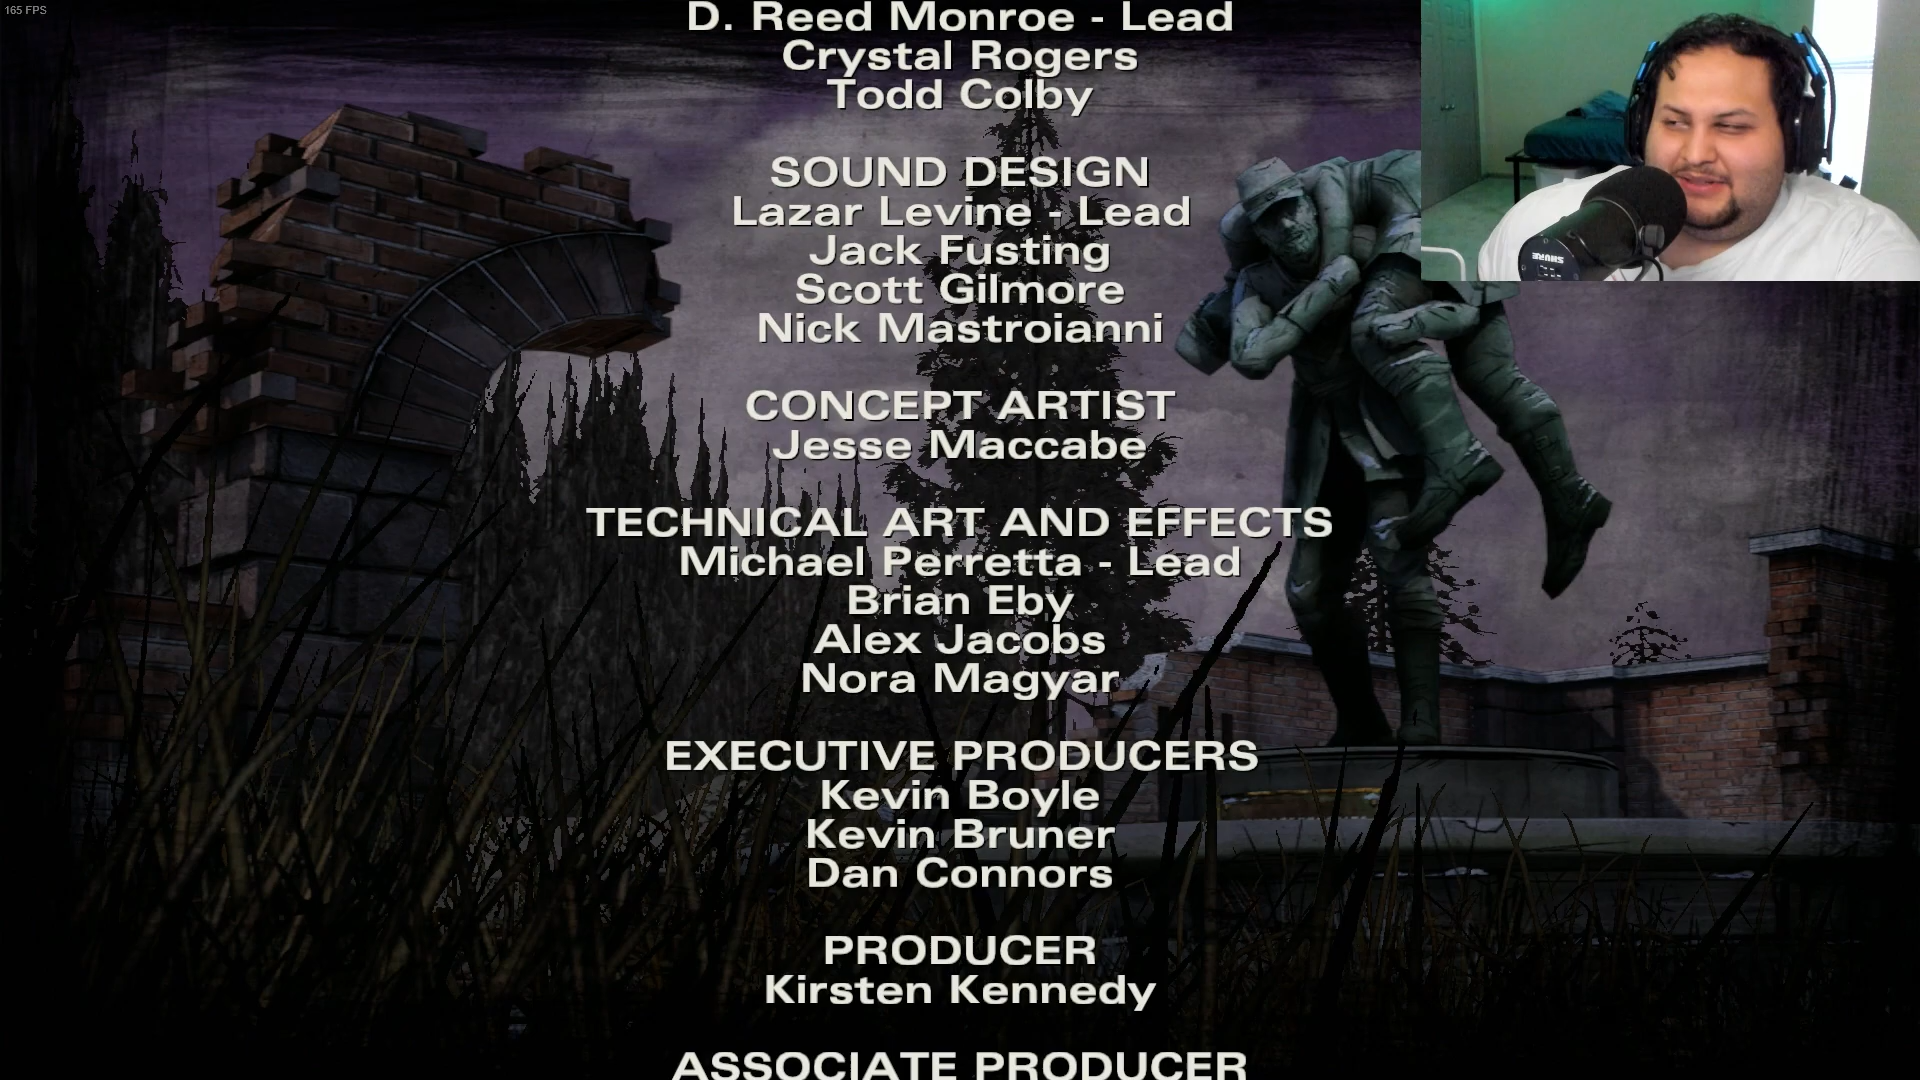 165 FPS
D. Reed Monroe - Lead
Crystal Rogers
Todd Colby
SOUND DESIGN
Lazar Levine - Lead
Jack Fusting
Scott Gilmore
Nick Mastroianni
CONCEPT ARTIST
Jesse Maccabe
TECHNICAL ART AND EFFECTS
Michael Perretta - Lead
Brian Eby
Alex Jacobs
Nora Magyar
EXECUTIVE PRODUCERS
Kevin Boyle
Kevin Bruner
Dan Connors
PRODUCER
Kirsten Kennedy
ASSOCIATE PRODUCER
SHURE